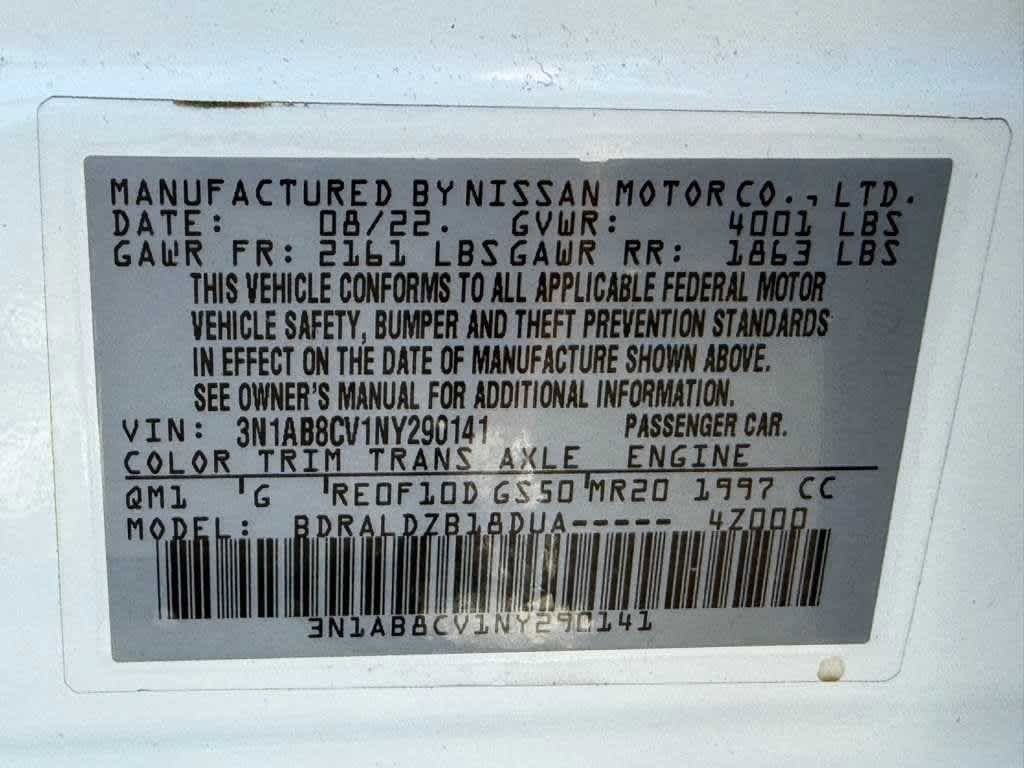 MANUFACTURED BY NISSAN MOTOR CO., LTD.
DATE: 08/22. GVWR: 4001 LBS
GAWR FR: 2161 LBS GAWR RR: 1863 LBS
THIS VEHICLE CONFORMS TO ALL APPLICABLE FEDERAL MOTOR
VEHICLE SAFETY, BUMPER AND THEFT PREVENTION STANDARDS
IN EFFECT ON THE DATE OF MANUFACTURE SHOWN ABOVE.
SEE OWNER'S MANUAL FOR ADDITIONAL INFORMATION.
VIN: 3N1AB8CV1NY290141 PASSENGER CAR.
COLOR TRIM TRANS AXLE ENGINE
QM1 'G 'RE0F10D GS50'MR20 1997 CC
MODEL: BDRALDZB18DUA----- 4Z000
3N1AB8CV1NY290141